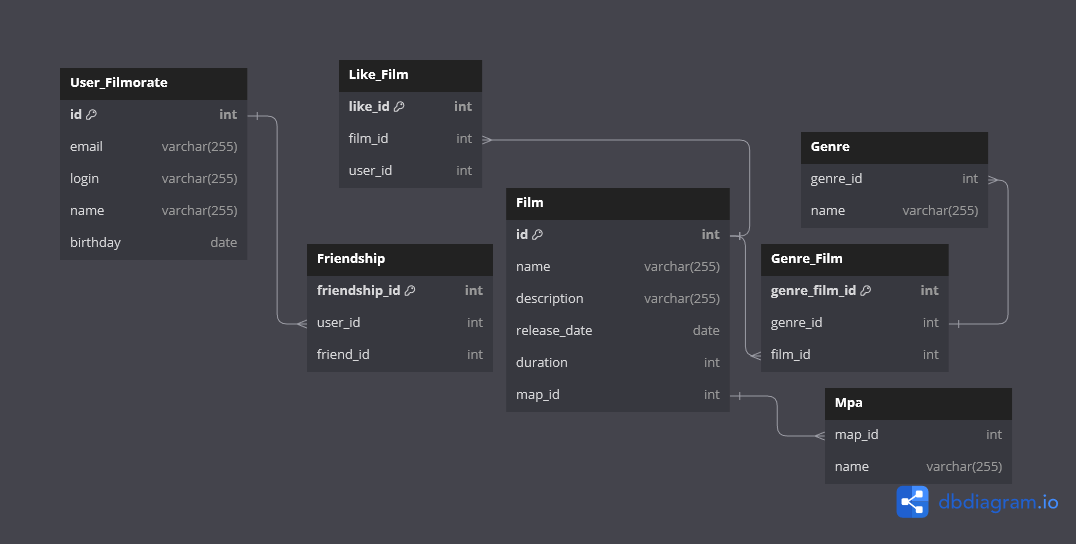 User_Filmorate
id int
email varchar(255)
login varchar(255)
name varchar(255)
birthday date
Like_Film
like_id int
film_id int
user_id int
Friendship
friendship_id int
user_id int
friend_id int
Film
id int
name varchar(255)
description varchar(255)
release_date date
duration int
map_id int
Genre
genre_id int
name varchar(255)
Genre_Film
genre_film_id int
genre_id int
film_id int
Mpa
map_id int
name varchar(255)
dbdiagram.io